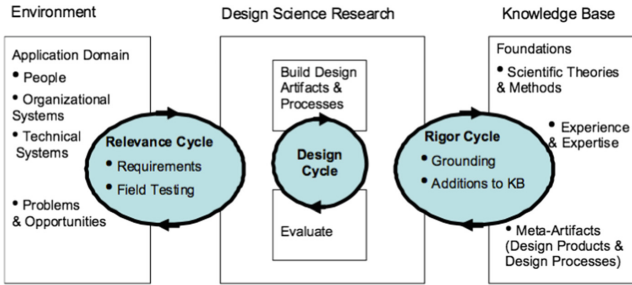 Environment
Design Science Research
Knowledge Base
Application Domain
• People
• Organizational
Systems
• Technical
Systems
• Problems
& Opportunities
Relevance Cycle
• Requirements
• Field Testing
Build Design
Artifacts &
Processes
Design
Cycle
Evaluate
Rigor Cycle
• Grounding
• Additions to KB
Foundations
• Scientific Theories
& Methods
• Experience
& Expertise
• Meta-Artifacts
(Design Products &
Design Processes)